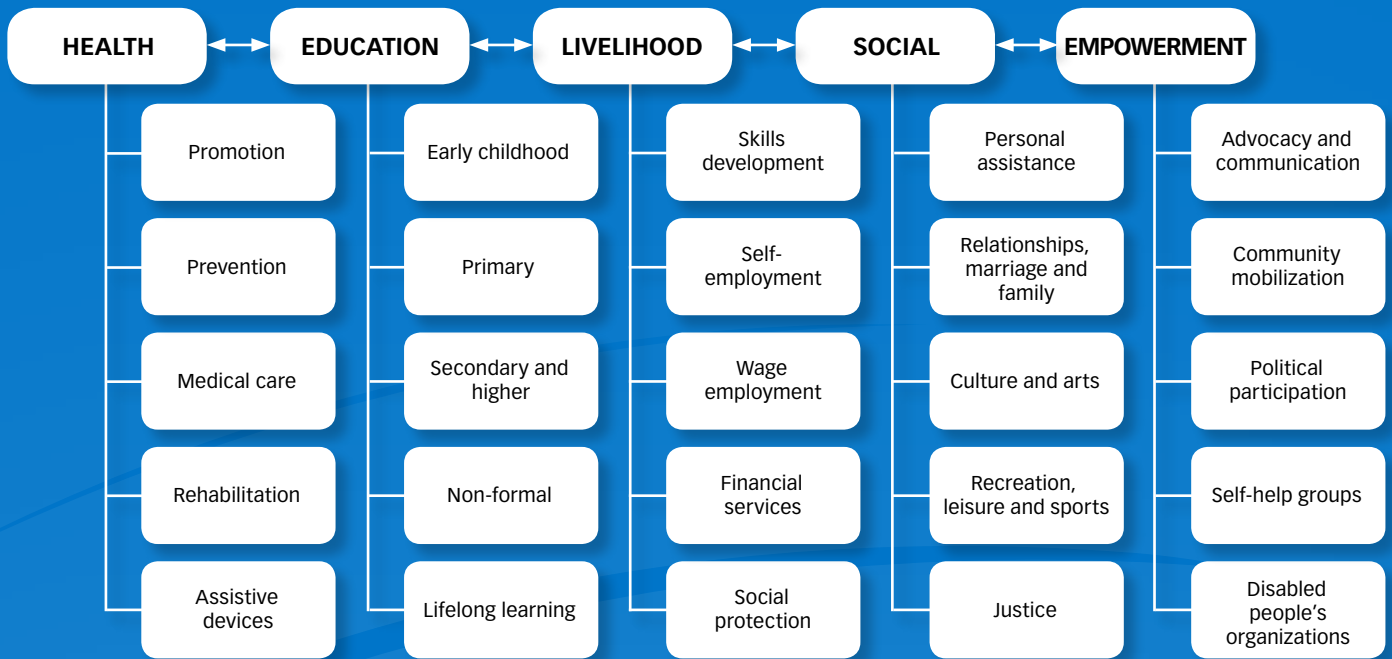 HEALTH
EDUCATION
LIVELIHOOD
SOCIAL
EMPOWERMENT
Promotion
Prevention
Medical care
Rehabilitation
Assistive
devices
Early childhood
Primary
Secondary and
higher
Non-formal
Lifelong learning
Skills
development
Self-
employment
Wage
employment
Financial
services
Social
protection
Personal
assistance
Relationships,
marriage and
family
Culture and arts
Recreation,
leisure and sports
Justice
Advocacy and
communication
Community
mobilization
Political
participation
Self-help groups
Disabled
people’s
organizations